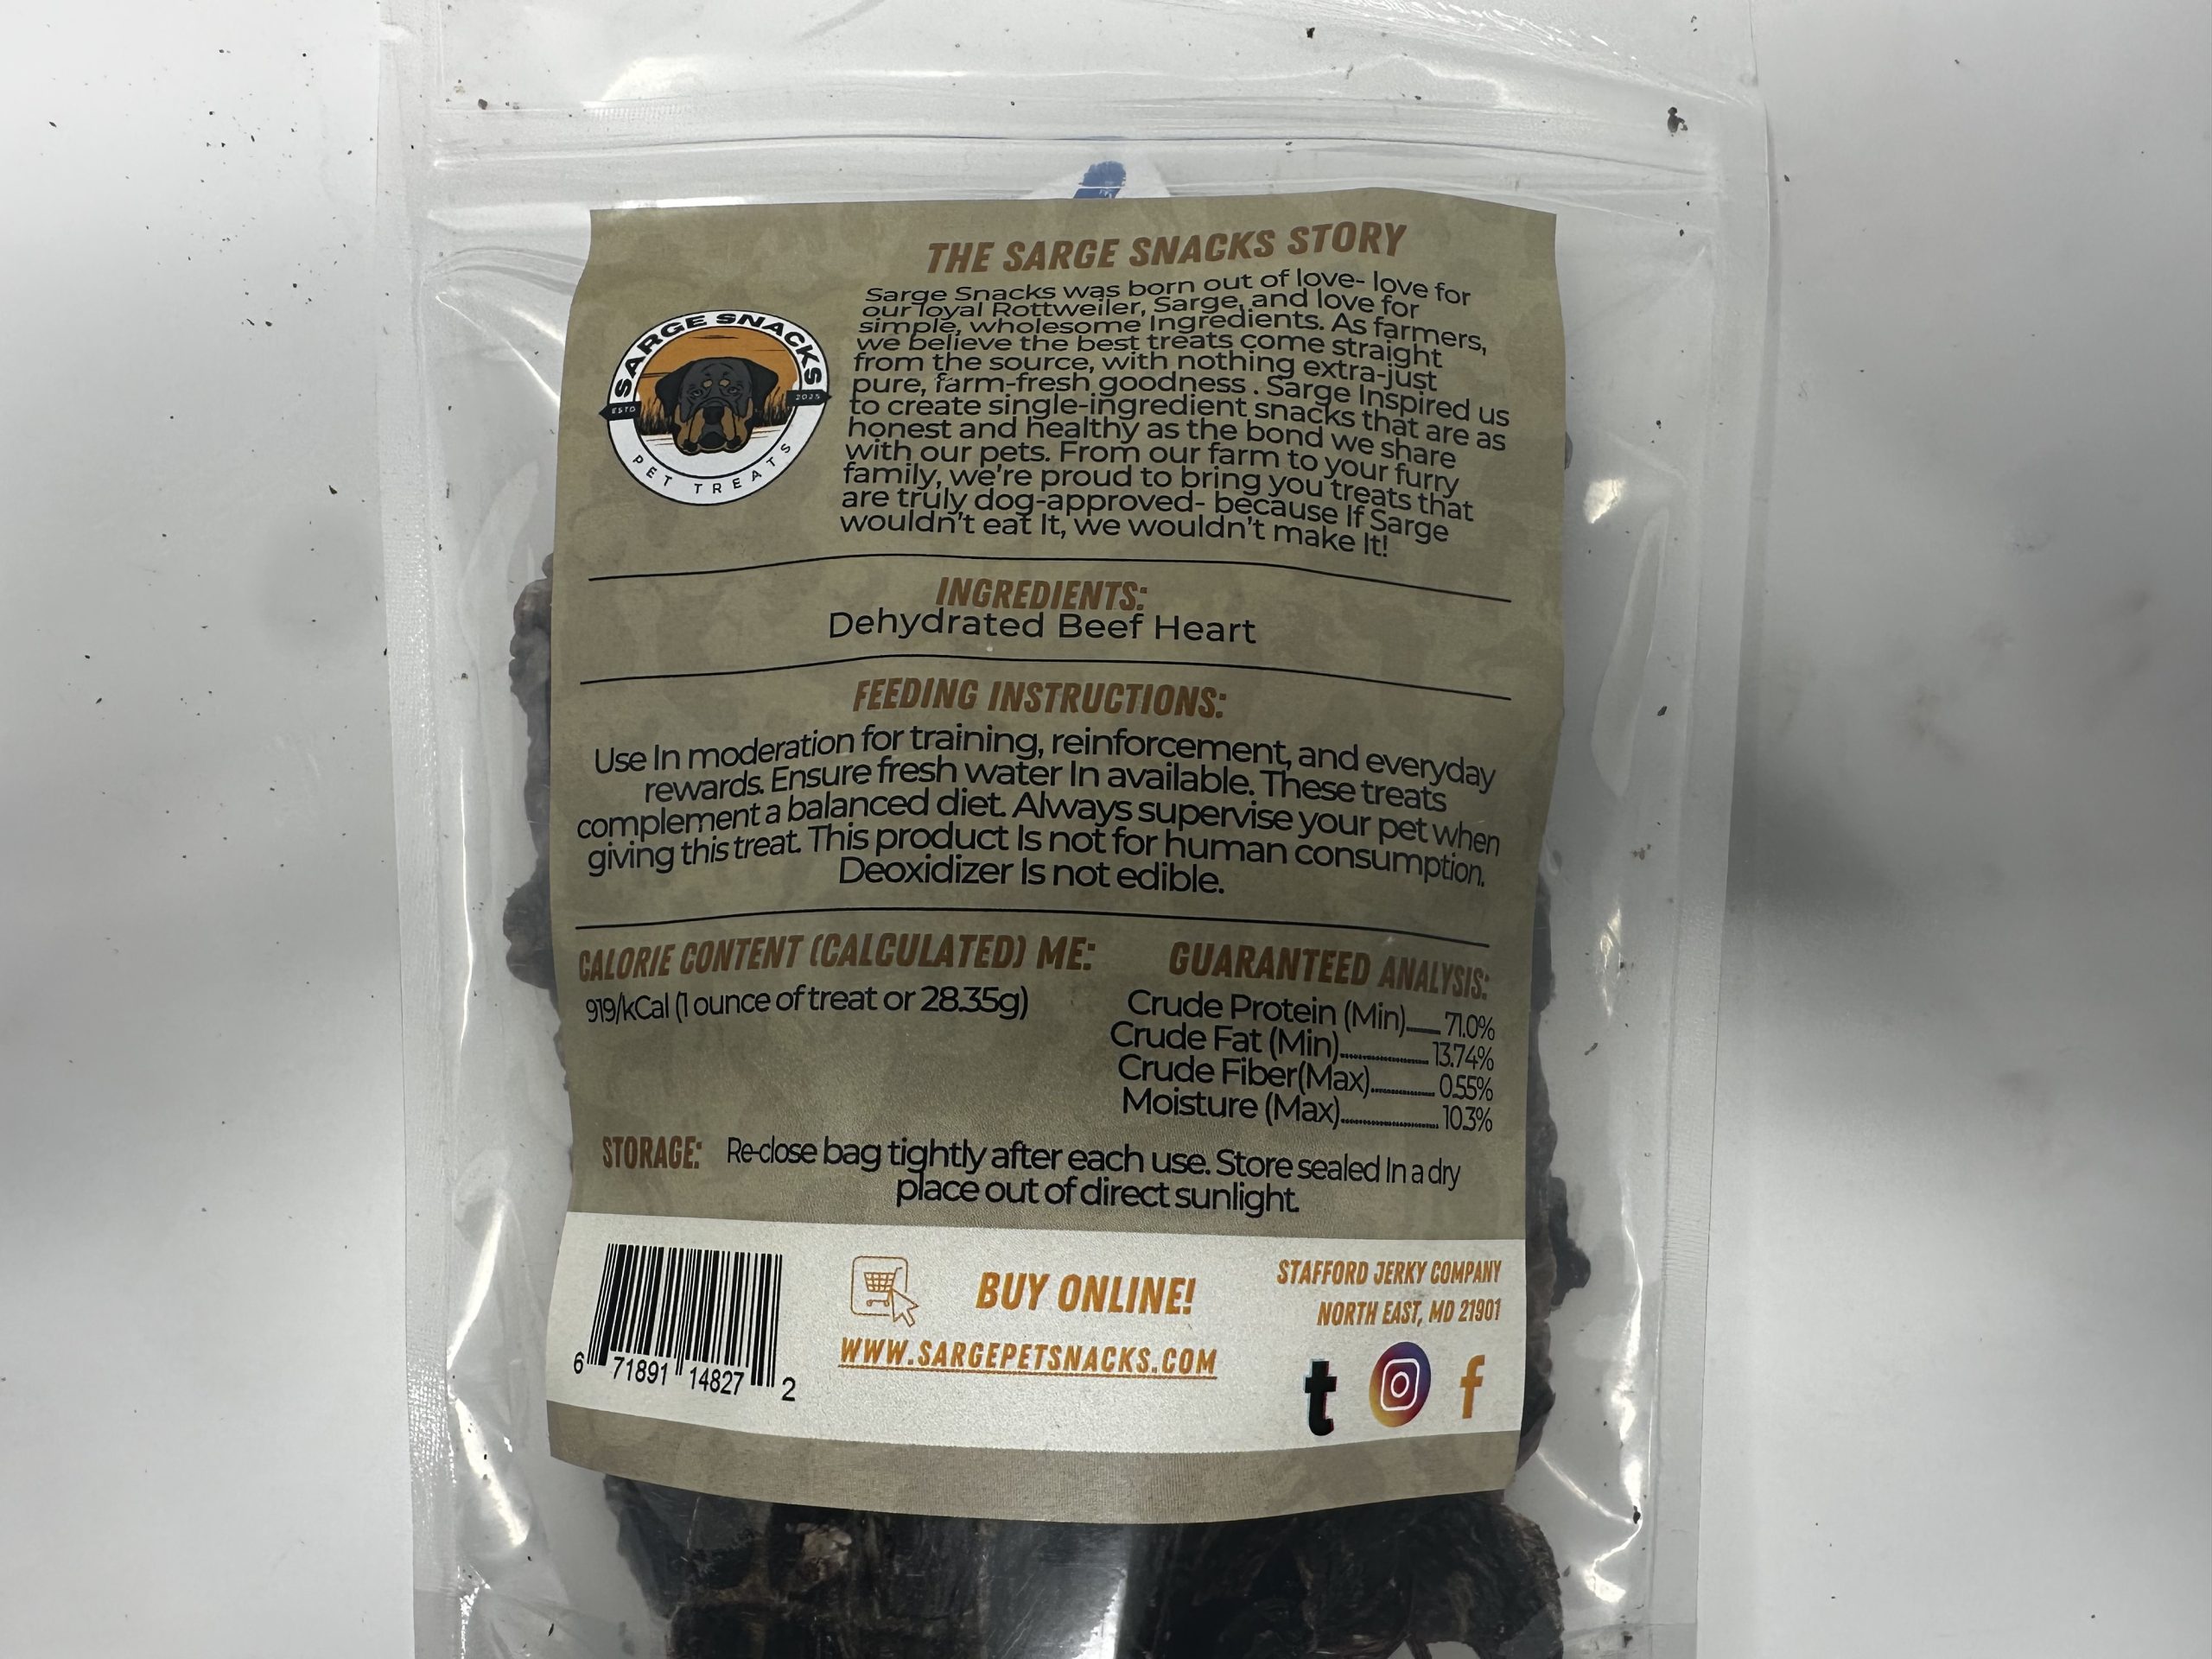 THE SARGE SNACKS STORY
Sarge Snacks was born out of love- love for
our loyal Rottweiler, Sarge, and love for
simple, wholesome Ingredients. As farmers,
we believe the best treats come straight
from the source, with nothing extra-just
pure, farm-fresh goodness . Sarge Inspired us
to create single-ingredient snacks that are as
honest and healthy as the bond we share
with our pets. From our farm to your furry
family, we're proud to bring you treats that
are truly dog-approved- because If Sarge
wouldn't eat It, we wouldn't make It!
SARGE SNACKS
ESTD 2025
PET TREATS
INGREDIENTS:
Dehydrated Beef Heart
FEEDING INSTRUCTIONS:
Use In moderation for training, reinforcement, and everyday
rewards. Ensure fresh water In available. These treats
complement a balanced diet. Always supervise your pet when
giving this treat. This product Is not for human consumption.
Deoxidizer Is not edible.
CALORIE CONTENT (CALCULATED) ME:
919/kCal (1 ounce of treat or 28.35g)
GUARANTEED ANALYSIS:
Crude Protein (Min)....71.0%
Crude Fat (Min)..............13.74%
Crude Fiber(Max)..........0.55%
Moisture (Max)...............10.3%
STORAGE: Re-close bag tightly after each use. Store sealed In a dry
place out of direct sunlight.
6 71891 14827 2
BUY ONLINE!
WWW.SARGEPETSNACKS.COM
STAFFORD JERKY COMPANY
NORTH EAST, MD 21901
t f